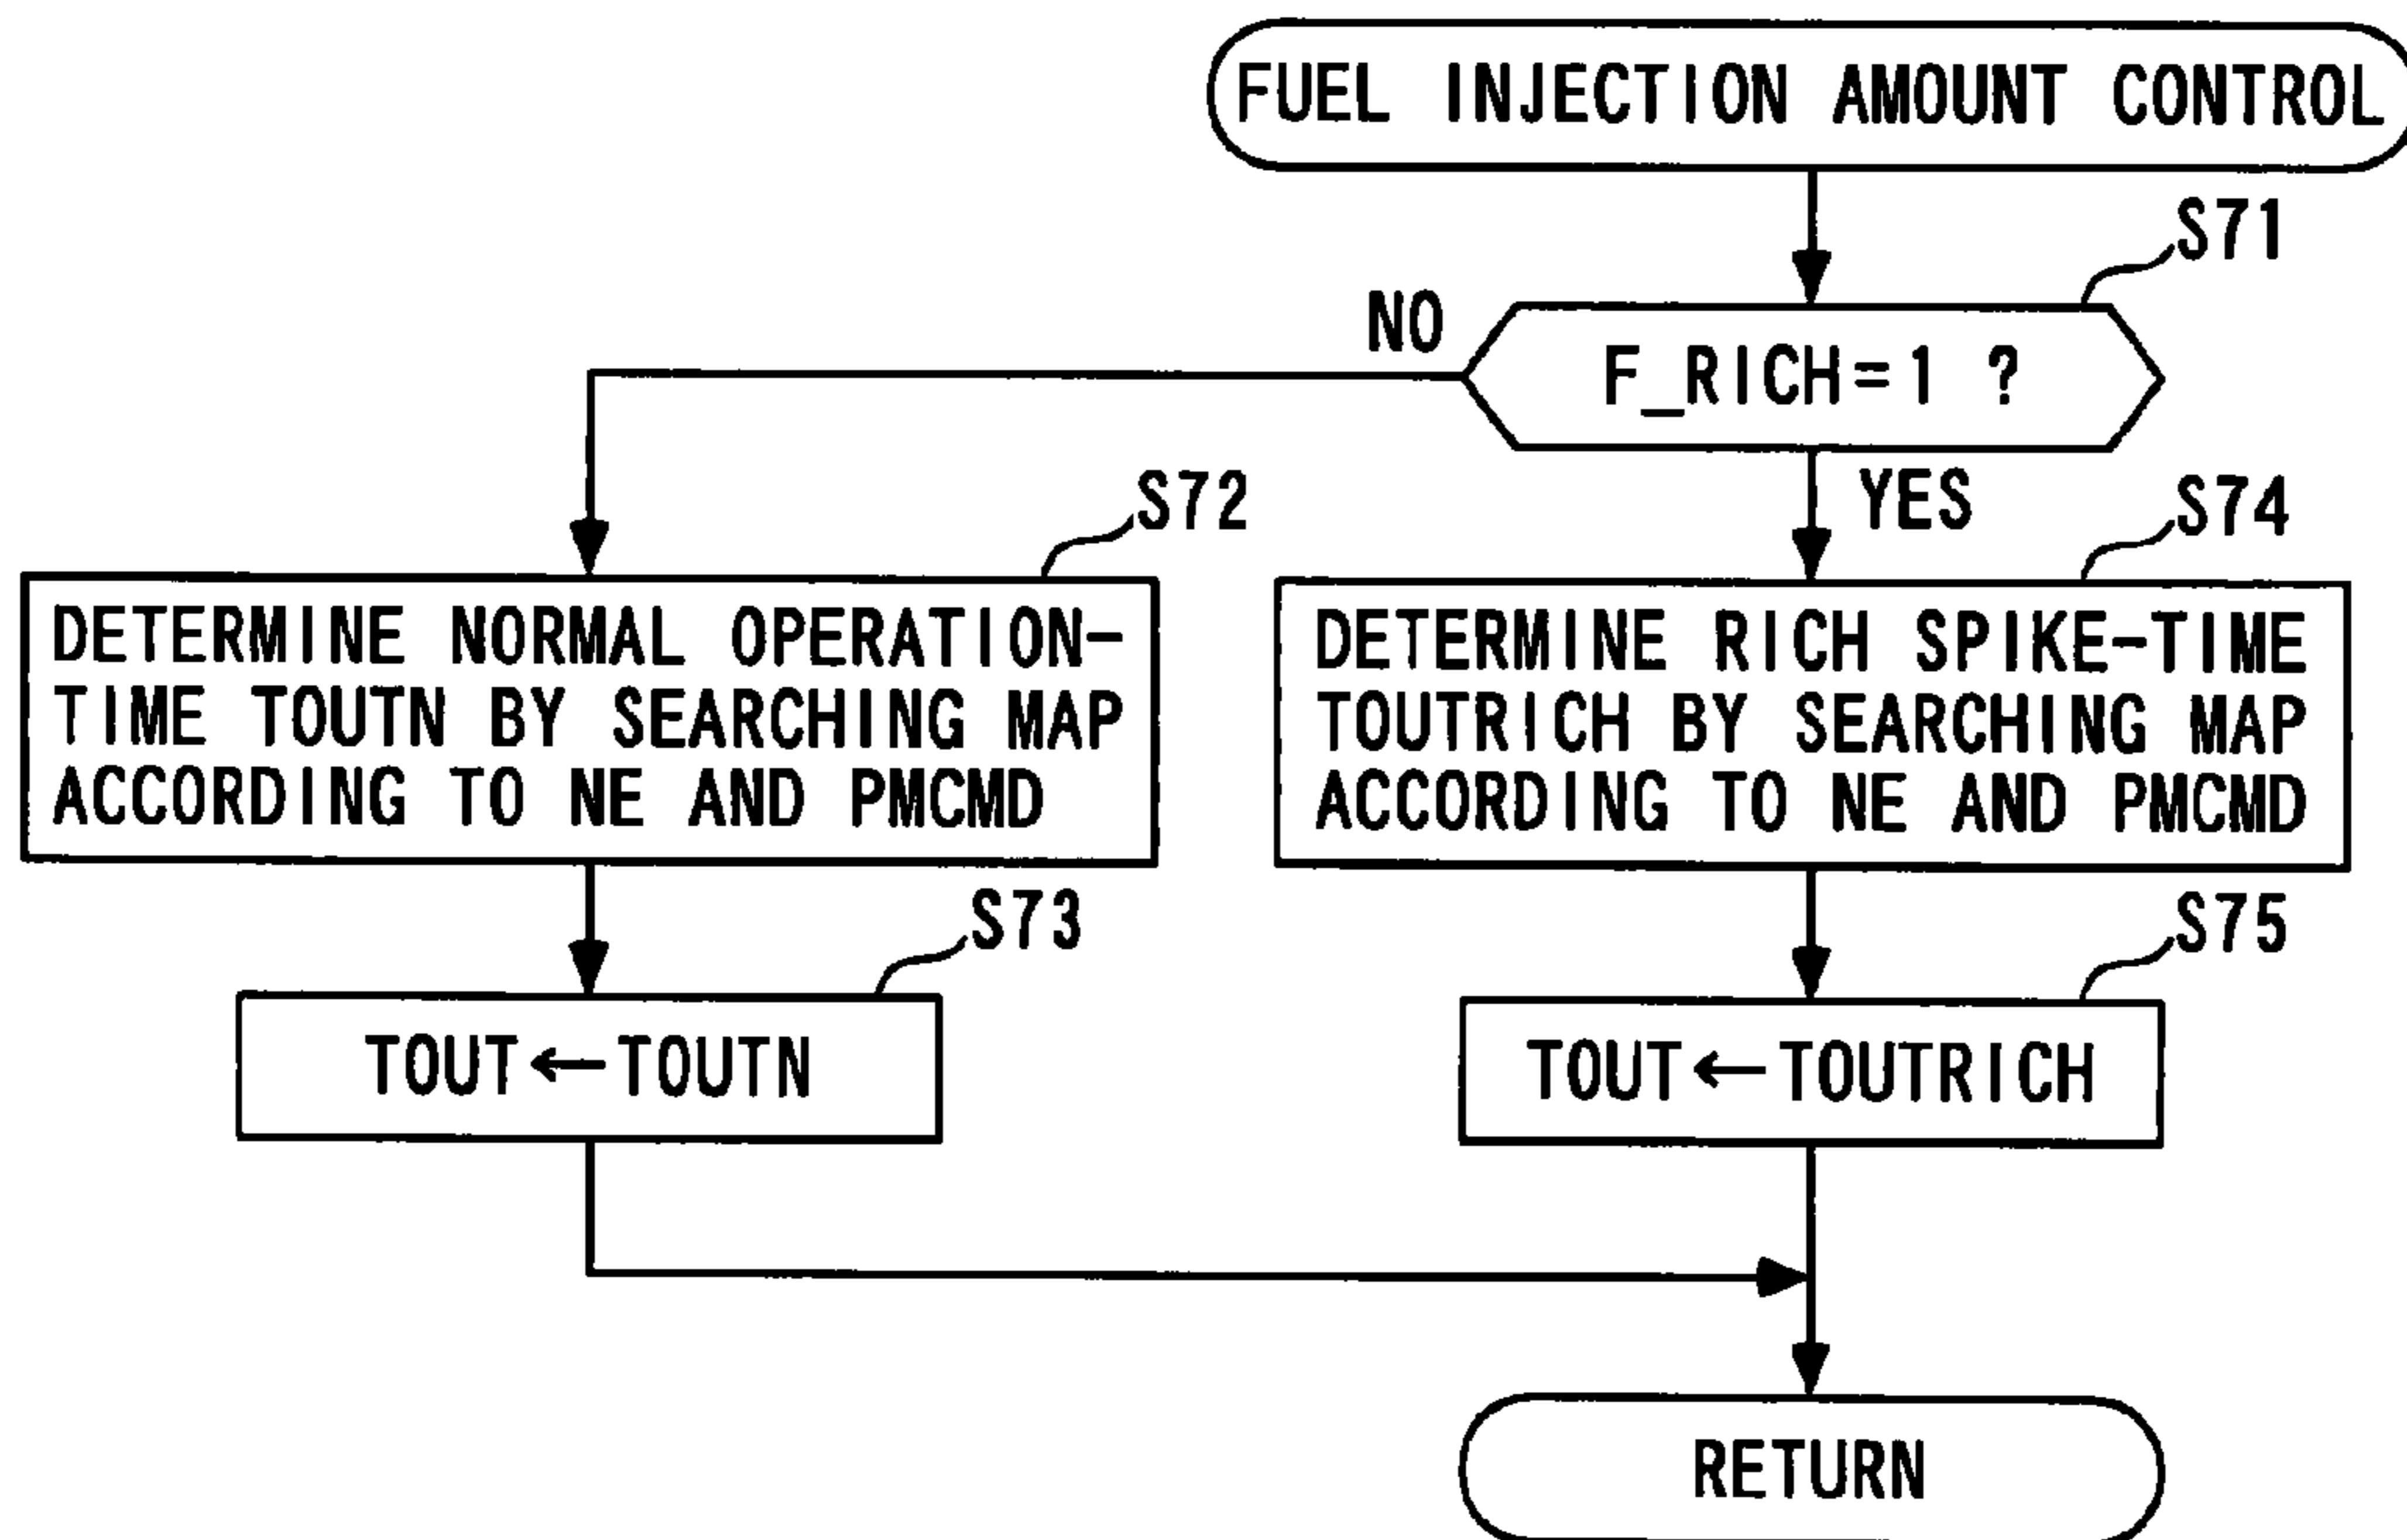 FUEL INJECTION AMOUNT CONTROL
S71
F_RICH=1 ?
NO
YES
S72
DETERMINE NORMAL OPERATION-
TIME TOUTN BY SEARCHING MAP
ACCORDING TO NE AND PMCMD
S73
TOUT←TOUTN
S74
DETERMINE RICH SPIKE-TIME
TOUTRICH BY SEARCHING MAP
ACCORDING TO NE AND PMCMD
S75
TOUT←TOUTRICH
RETURN